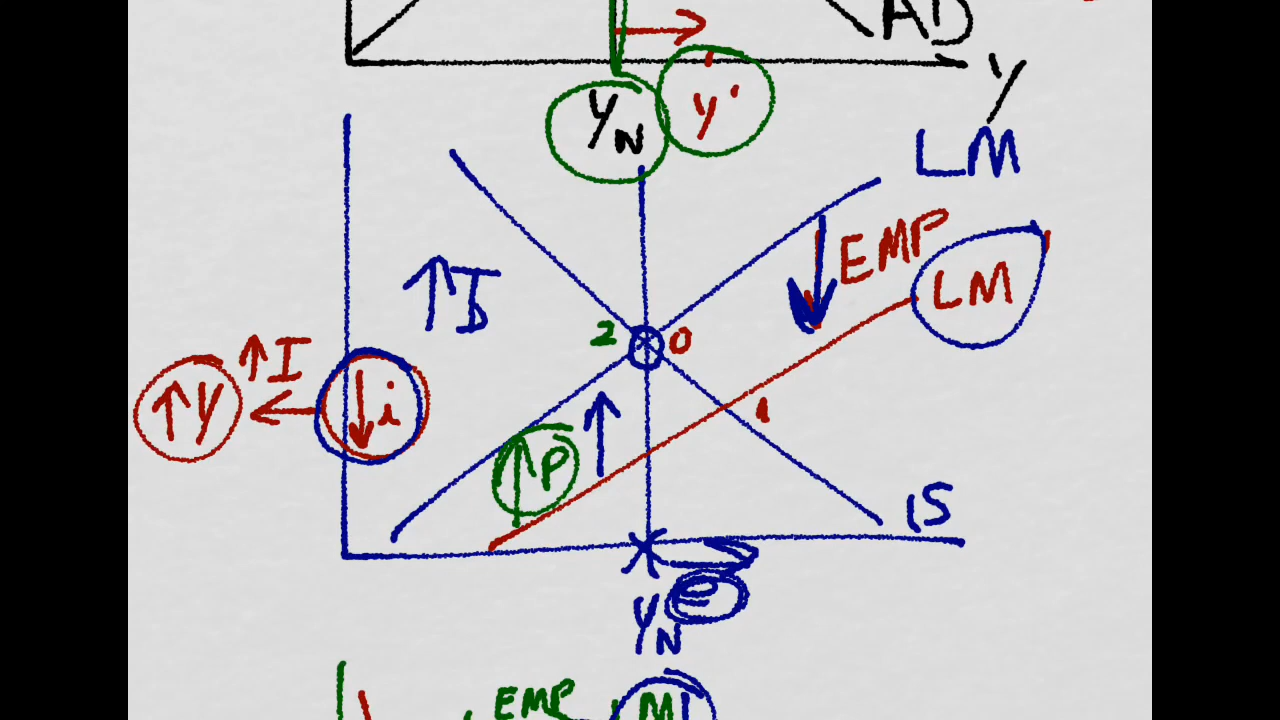 AD
Y
YN Y'
LM
EMP
LM
↑I
2 0
↑I
↑Y ← ↓i
1
↑P
IS
YN
EMP M